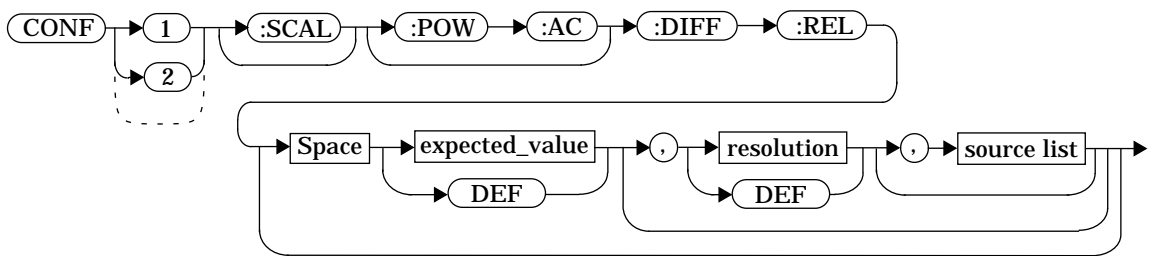 CONF 1 :SCAL :POW :AC :DIFF :REL
2
Space expected_value , resolution , source list
DEF DEF